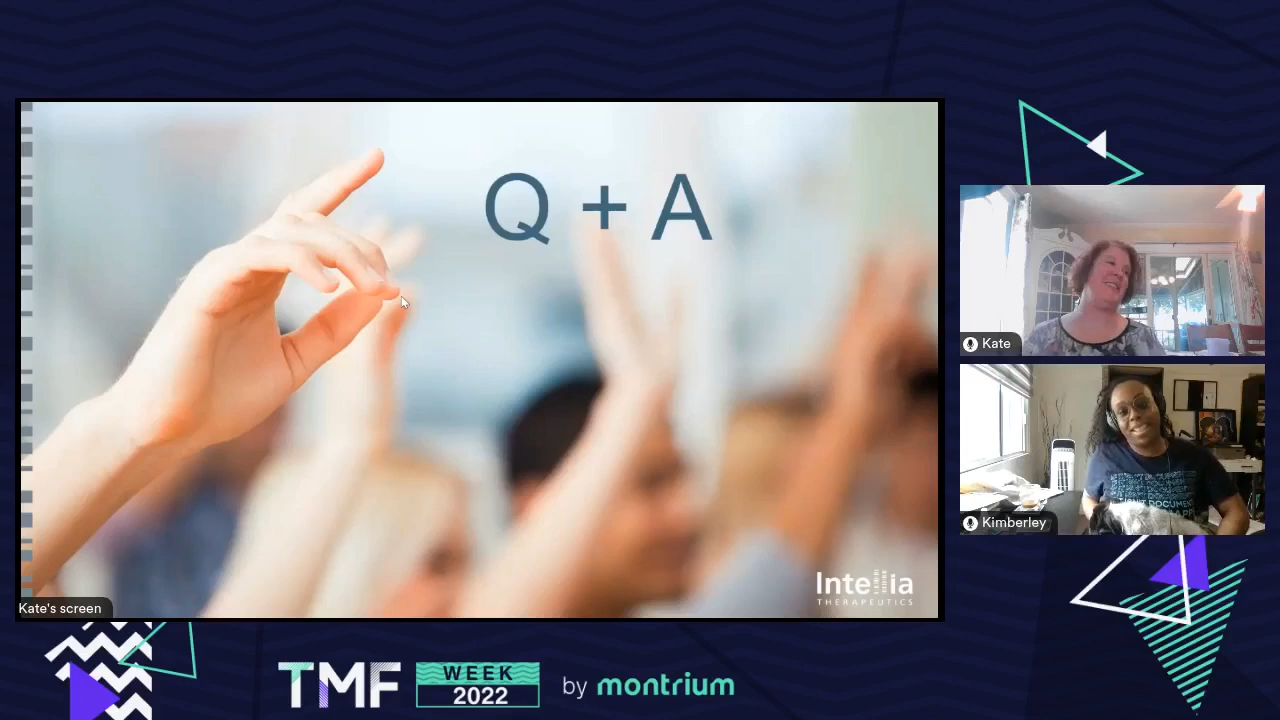 Q + A
Intellia
THERAPEUTICS
Kate's screen
Kate
Kimberley
TMF
WEEK
2022
by montrium